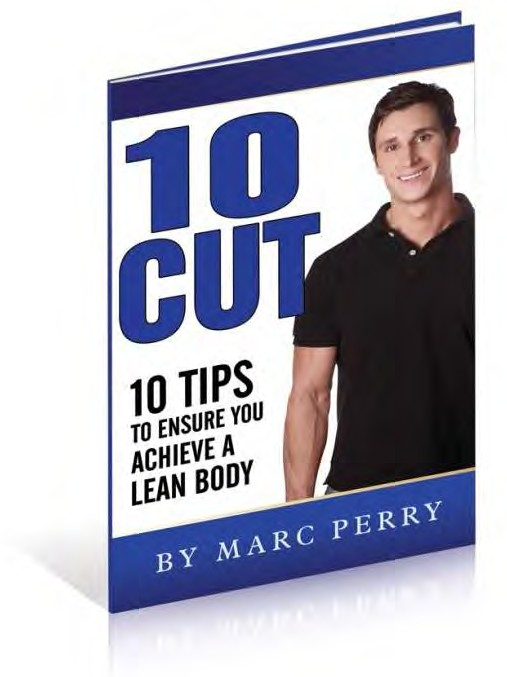 10
CUT
10 TIPS
TO ENSURE YOU
ACHIEVE A
LEAN BODY
BY MARC PERRY